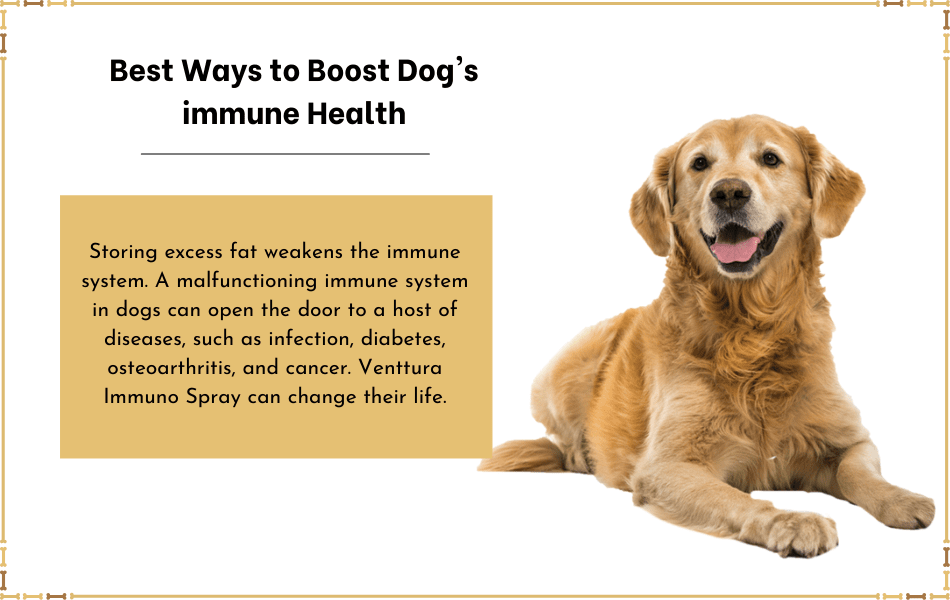 Best Ways to Boost Dog's
immune Health
Storing excess fat weakens the immune
system. A malfunctioning immune system
in dogs can open the door to a host of
diseases, such as infection, diabetes,
osteoarthritis, and cancer. Venttura
Immuno Spray can change their life.